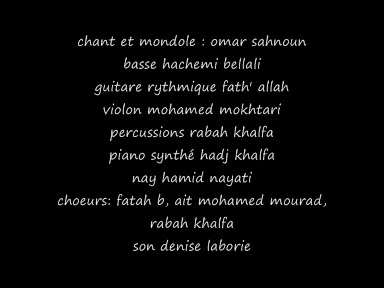 chant et mondole : omar sahnoun
basse hachemi bellali
guitare rythmique fath' allah
violon mohamed mokhtari
percussions rabah khalfa
piano synthé hadj khalfa
nay hamid nayati
choeurs: fatah b, ait mohamed mourad,
rabah khalfa
son denise laborie